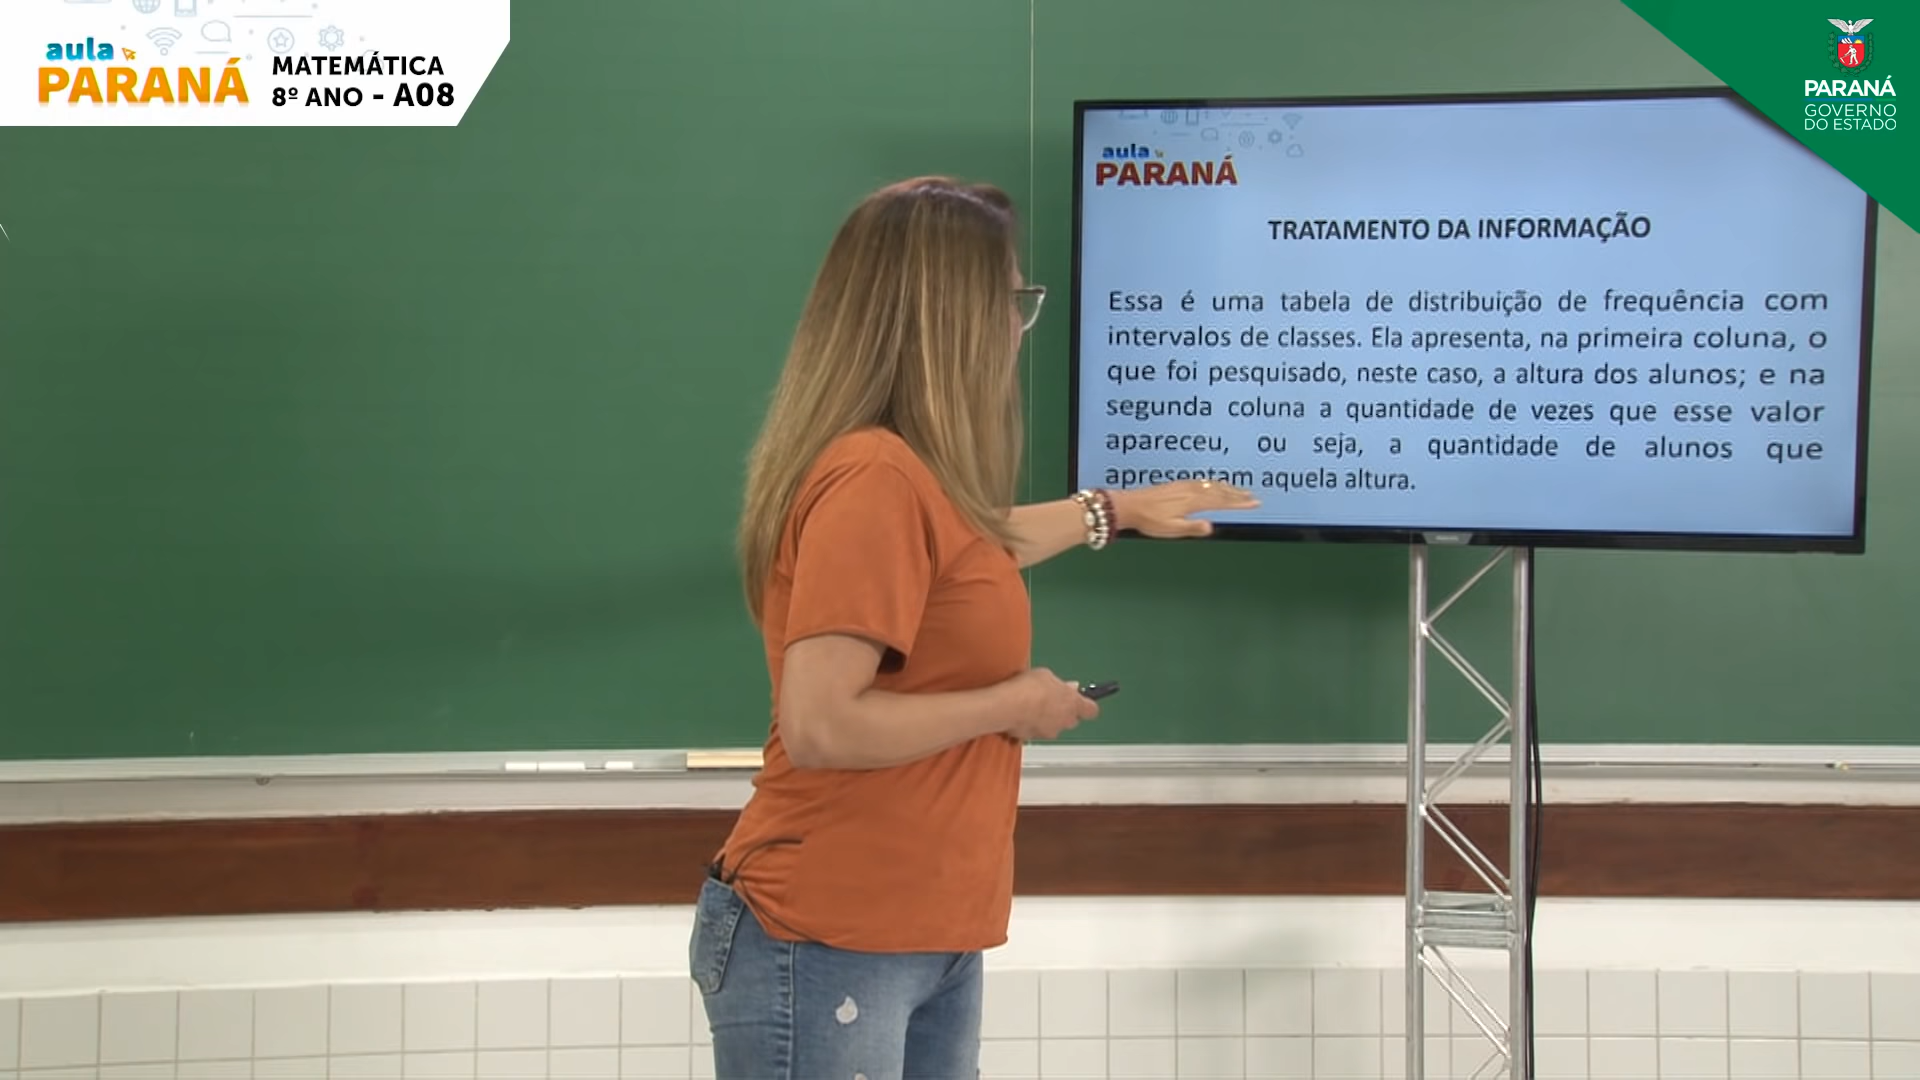 aula
PARANÁ
MATEMÁTICA
8º ANO - A08
PARANÁ
GOVERNO
DO ESTADO
aula
PARANÁ
TRATAMENTO DA INFORMAÇÃO
Essa é uma tabela de distribuição de frequência com
intervalos de classes. Ela apresenta, na primeira coluna, o
que foi pesquisado, neste caso, a altura dos alunos; e na
segunda coluna a quantidade de vezes que esse valor
apareceu, ou seja, a quantidade de alunos que
apresentam aquela altura.